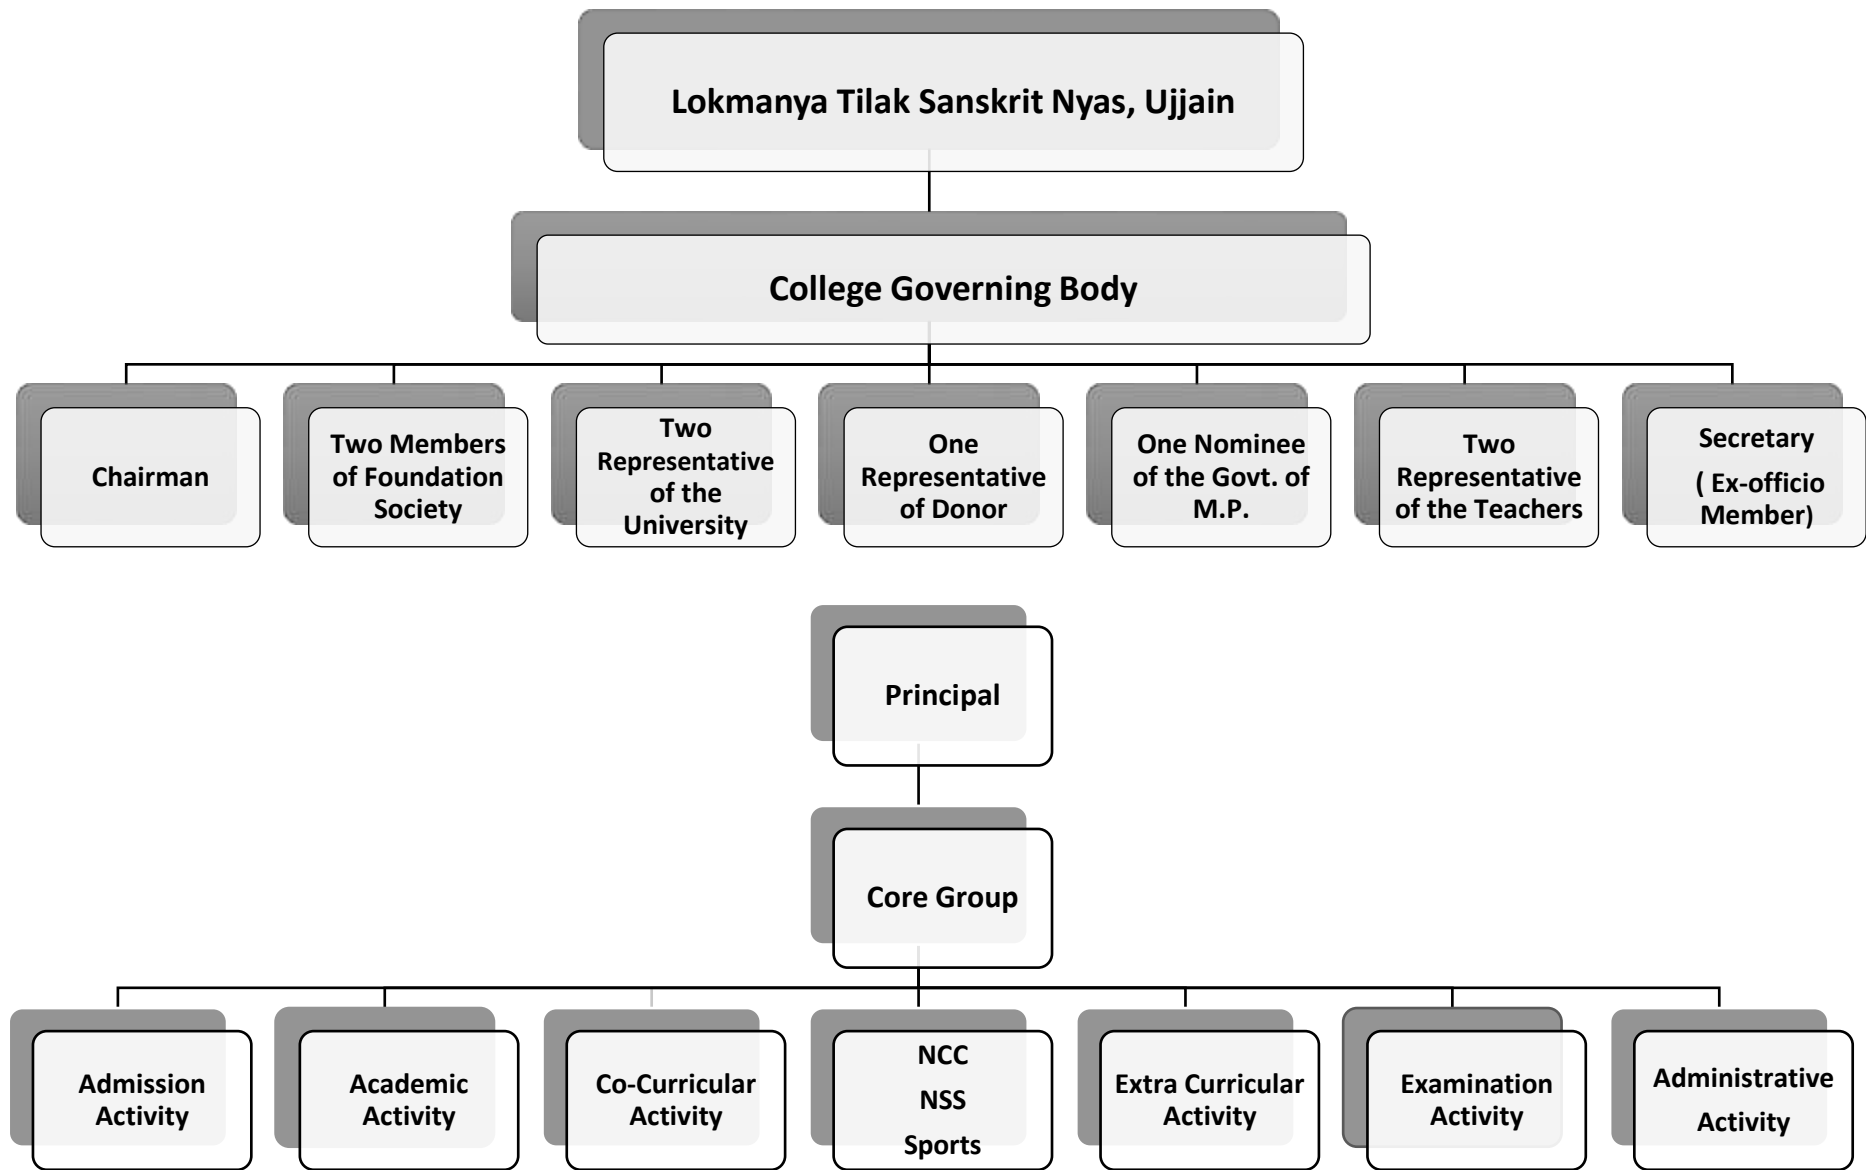 Lokmanya Tilak Sanskrit Nyas, Ujjain
College Governing Body
Chairman
Two Members
of Foundation
Society
Two
Representative
of the
University
One
Representative
of Donor
One Nominee
of the Govt. of
M.P.
Two
Representative
of the Teachers
Secretary
( Ex-officio
Member)
Principal
Core Group
Admission
Activity
Academic
Activity
Co-Curricular
Activity
NCC
NSS
Sports
Extra Curricular
Activity
Examination
Activity
Administrative
Activity